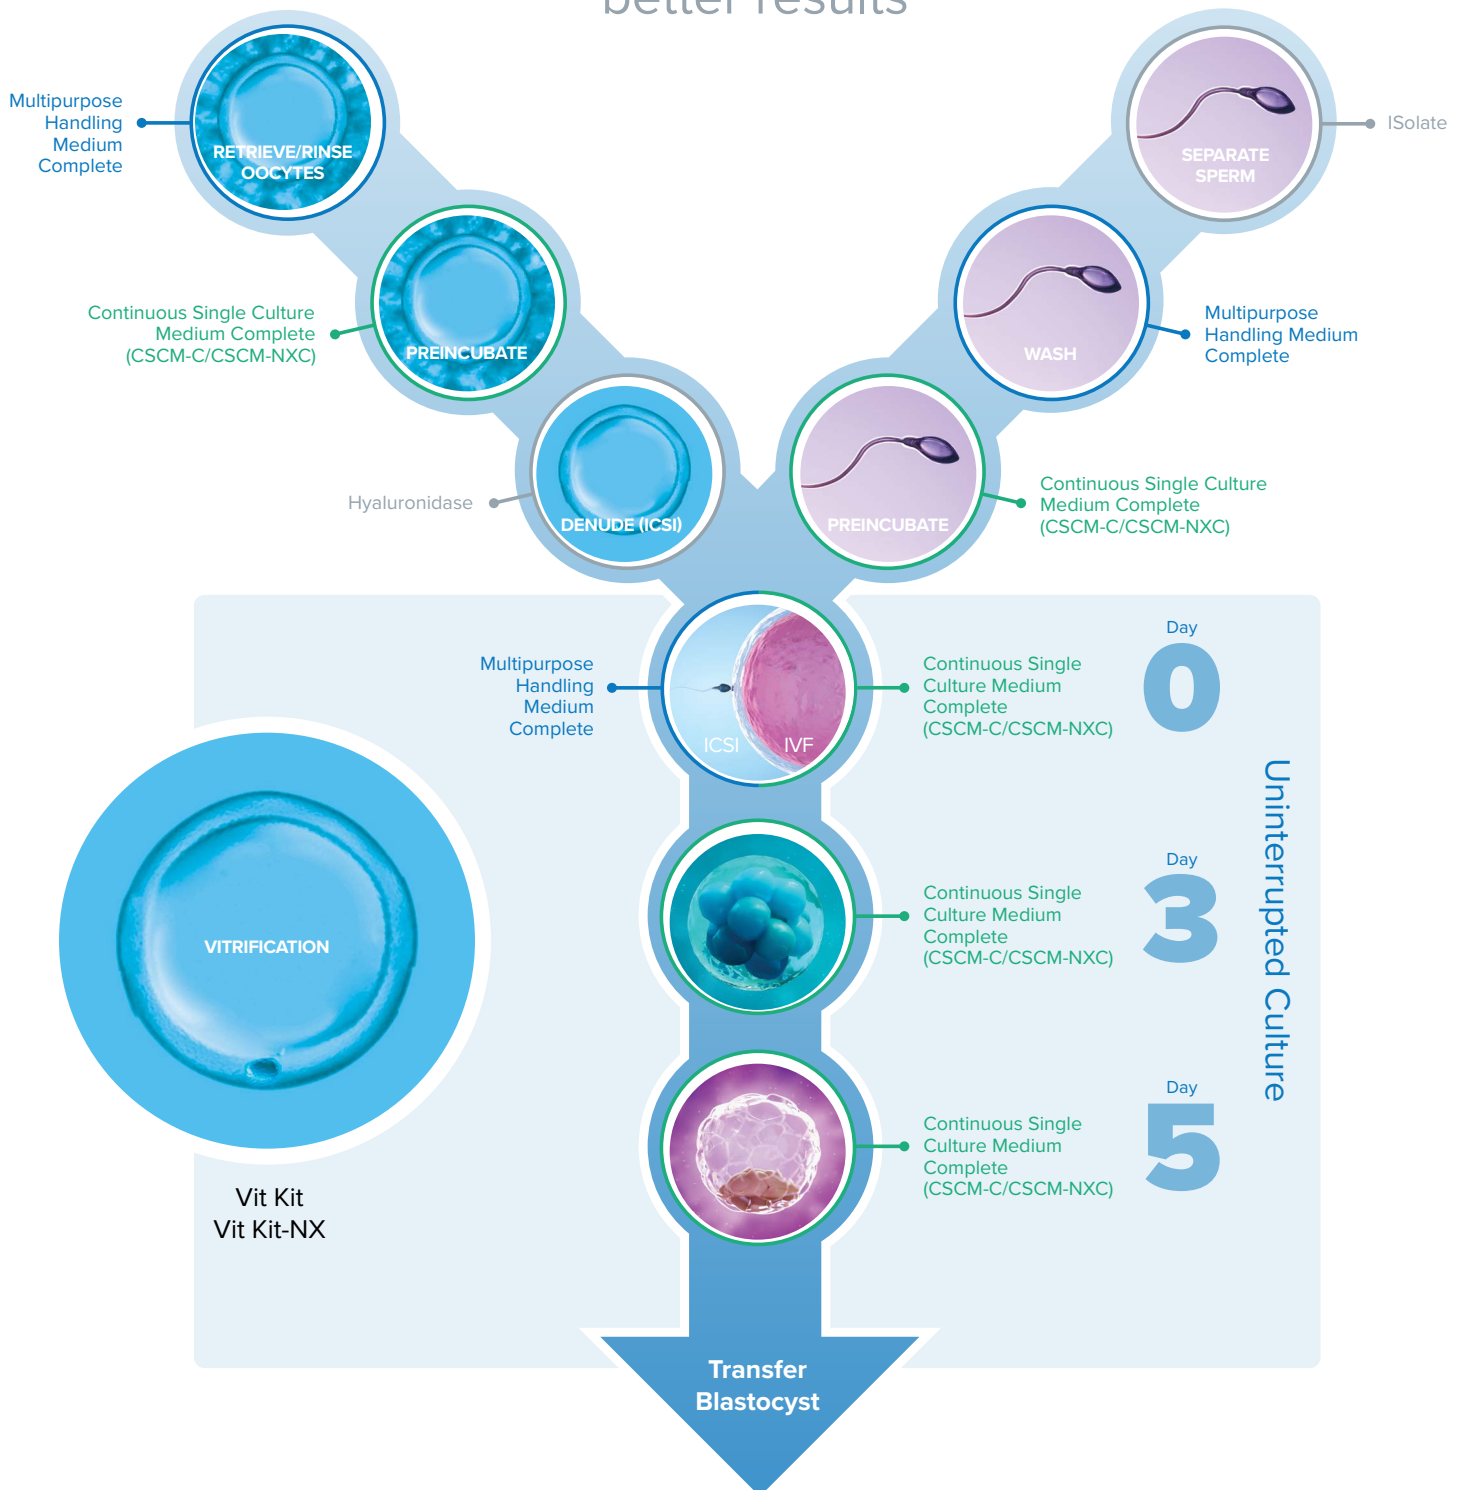 better results
Multipurpose
Handling
Medium
Complete
RETRIEVE/RINSE
OOCYTES
SEPARATE
SPERM
ISolate
Continuous Single Culture
Medium Complete
(CSCM-C/CSCM-NXC)
PREINCUBATE
WASH
Multipurpose
Handling Medium
Complete
Hyaluronidase
DENUDE (ICSI)
PREINCUBATE
Continuous Single Culture
Medium Complete
(CSCM-C/CSCM-NXC)
Multipurpose
Handling
Medium
Complete
ICSI
IVF
Continuous Single
Culture Medium
Complete
(CSCM-C/CSCM-NXC)
Day
0
Uninterrupted Culture
VITRIFICATION
Vit Kit
Vit Kit-NX
Continuous Single
Culture Medium
Complete
(CSCM-C/CSCM-NXC)
Day
3
Continuous Single
Culture Medium
Complete
(CSCM-C/CSCM-NXC)
Day
5
Transfer
Blastocyst